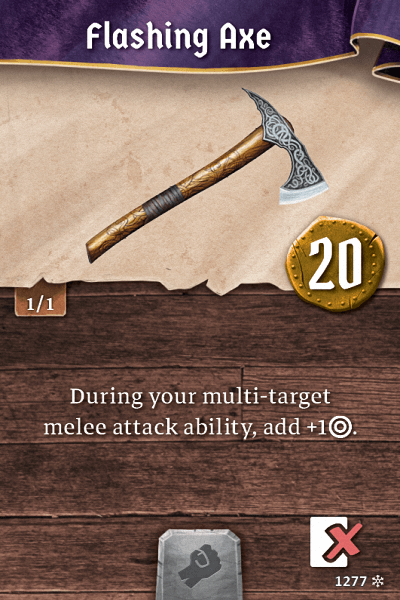 Flashing Axe
20
1/1
During your multi-target
melee attack ability, add +1.
1277